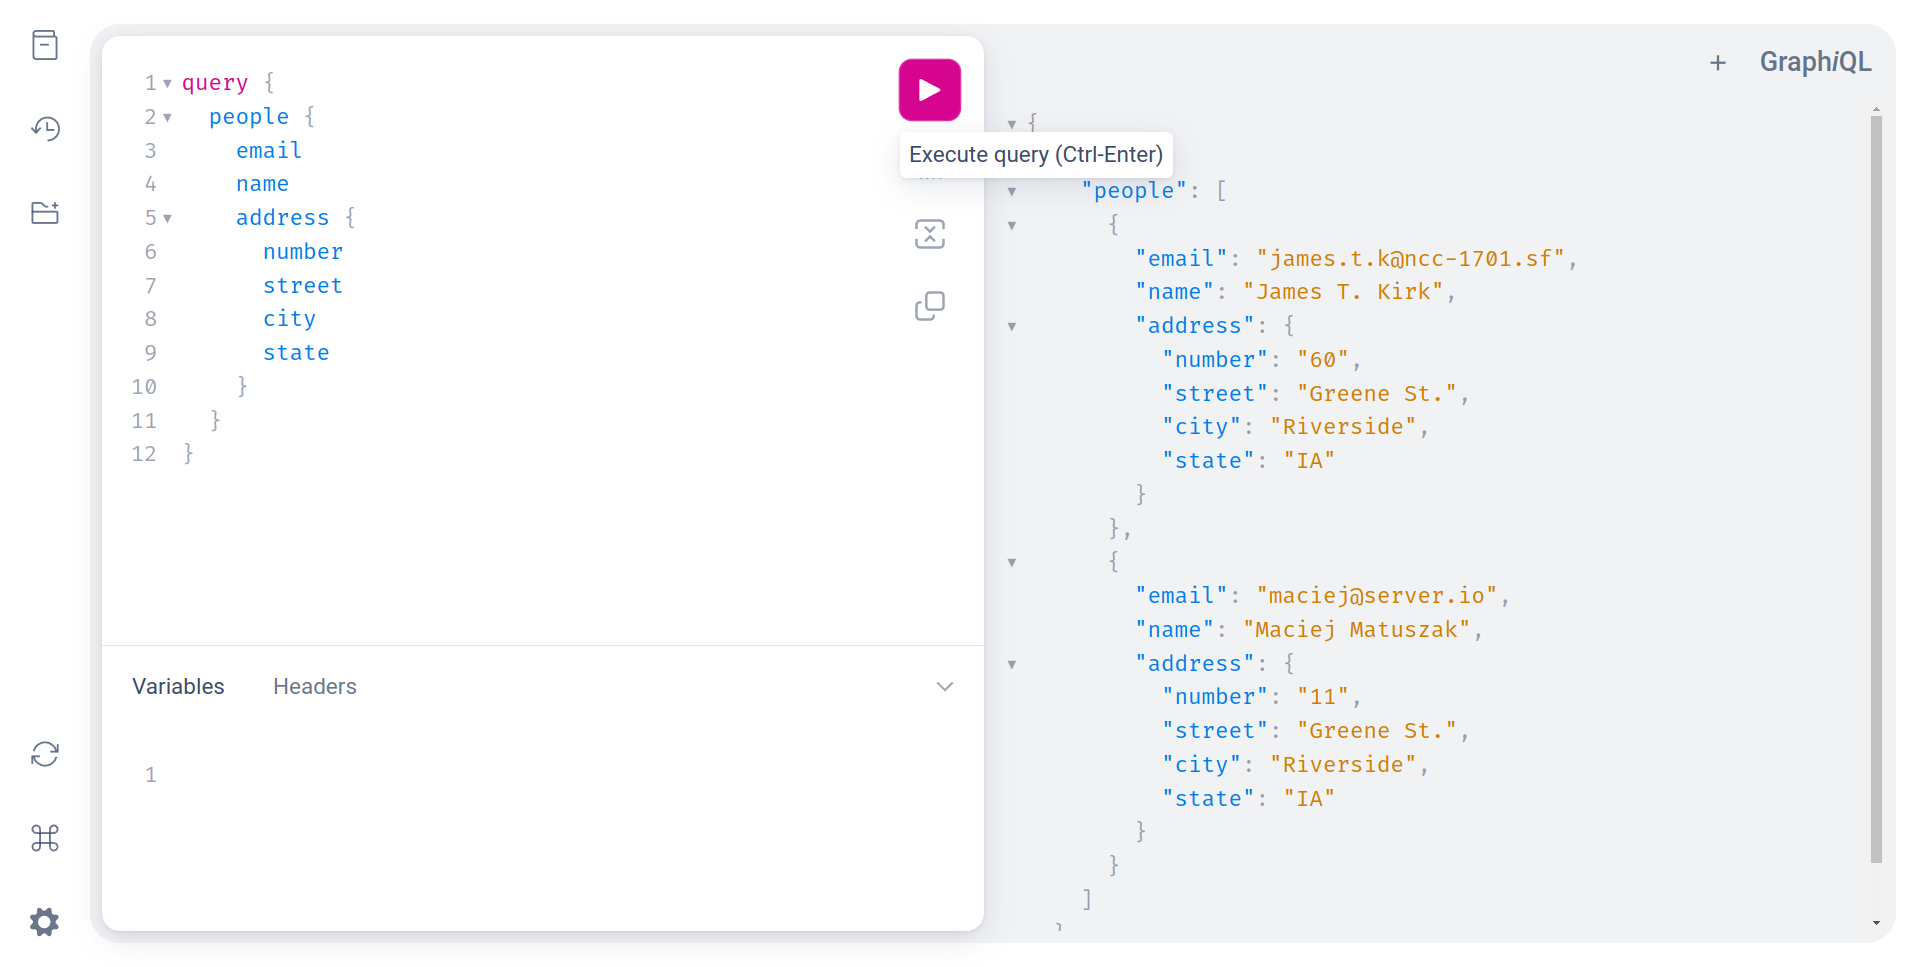 1 query {
2   people {
3     email
4     name
5     address {
6       number
7       street
8       city
9       state
10     }
11   }
12 }
Execute query (Ctrl-Enter)
Variables Headers
1
+ GraphiQL
{
    "people": [
      {
        "email": "james.t.k@ncc-1701.sf",
        "name": "James T. Kirk",
        "address": {
          "number": "60",
          "street": "Greene St.",
          "city": "Riverside",
          "state": "IA"
        }
      },
      {
        "email": "maciej@server.io",
        "name": "Maciej Matuszak",
        "address": {
          "number": "11",
          "street": "Greene St.",
          "city": "Riverside",
          "state": "IA"
        }
      }
    ]